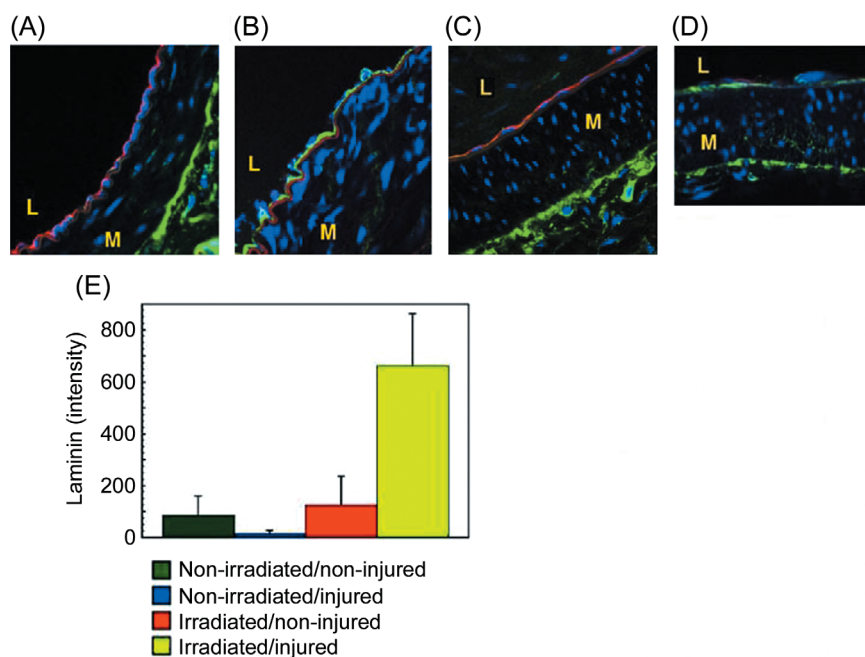 (A) (B) (C) (D)
L M
L M
L M
L M
(E)
Laminin (intensity)
800
600
400
200
0
Non-irradiated/non-injured
Non-irradiated/injured
Irradiated/non-injured
Irradiated/injured